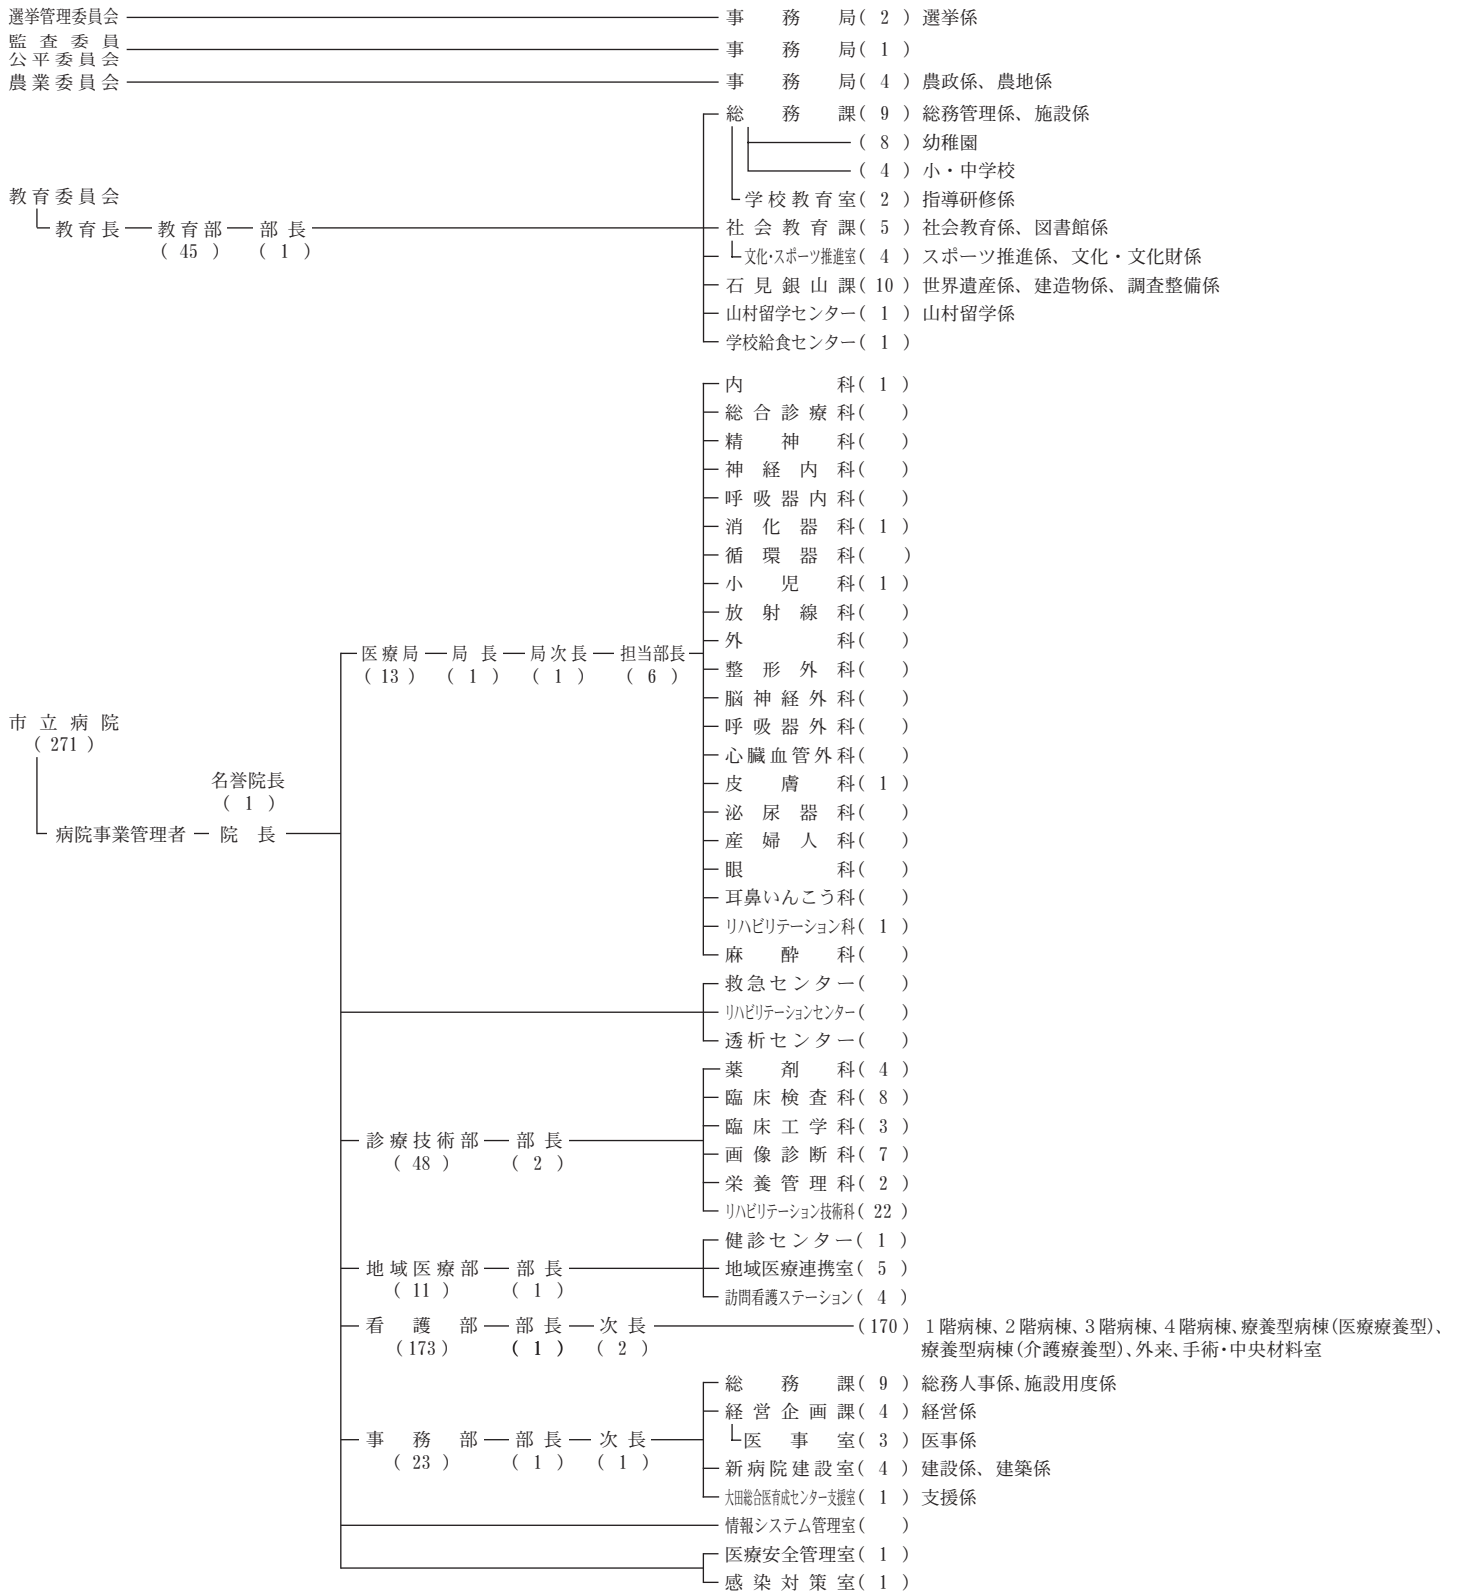 選挙管理委員会 事務局( 2 ) 選挙係
監査委員
公平委員会 事務局( 1 )
農業委員会 事務局( 4 ) 農政係、農地係
総務課( 9 ) 総務管理係、施設係
( 8 ) 幼稚園
( 4 ) 小・中学校
教育委員会
学校教育室( 2 ) 指導研修係
教育長 教育部 部長 社会教育課( 5 ) 社会教育係、図書館係
( 45 ) ( 1 )
文化・スポーツ推進室( 4 ) スポーツ推進係、文化・文化財係
石見銀山課( 10 ) 世界遺産係、建造物係、調査整備係
山村留学センター( 1 ) 山村留学係
学校給食センター( 1 )
内科( 1 )
総合診療科( )
精神科( )
神経内科( )
呼吸器内科( )
消化器科( 1 )
循環器科( )
小児科( 1 )
放射線科( )
外科( )
医療局 局長 局次長 担当部長
( 13 ) ( 1 ) ( 1 ) ( 6 )
整形外科( )
脳神経外科( )
呼吸器外科( )
市立病院
( 271 )
心臓血管外科( )
名誉院長
( 1 )
皮膚科( 1 )
泌尿器科( )
病院事業管理者 院長
産婦人科( )
眼科( )
耳鼻いんこう科( )
リハビリテーション科( 1 )
麻酔科( )
救急センター( )
リハビリテーションセンター( )
透析センター( )
薬剤科( 4 )
臨床検査科( 8 )
臨床工学科( 3 )
診療技術部 部長
( 48 ) ( 2 )
画像診断科( 7 )
栄養管理科( 2 )
リハビリテーション技術科( 22 )
健診センター( 1 )
地域医療部 部長 地域医療連携室( 5 )
( 11 ) ( 1 )
訪問看護ステーション( 4 )
看護部 部長 次長 (170) 1階病棟、2階病棟、3階病棟、4階病棟、療養型病棟(医療療養型)、
(173) ( 1 ) ( 2 ) 療養型病棟(介護療養型)、外来、手術・中央材料室
総務課( 9 ) 総務人事係、施設用度係
経営企画課( 4 ) 経営係
事務部 部長 次長 医事室( 3 ) 医事係
( 23 ) ( 1 ) ( 1 )
新病院建設室( 4 ) 建設係、建築係
大田総合医育成センター支援室( 1 ) 支援係
情報システム管理室( )
医療安全管理室( 1 )
感染対策室( 1 )